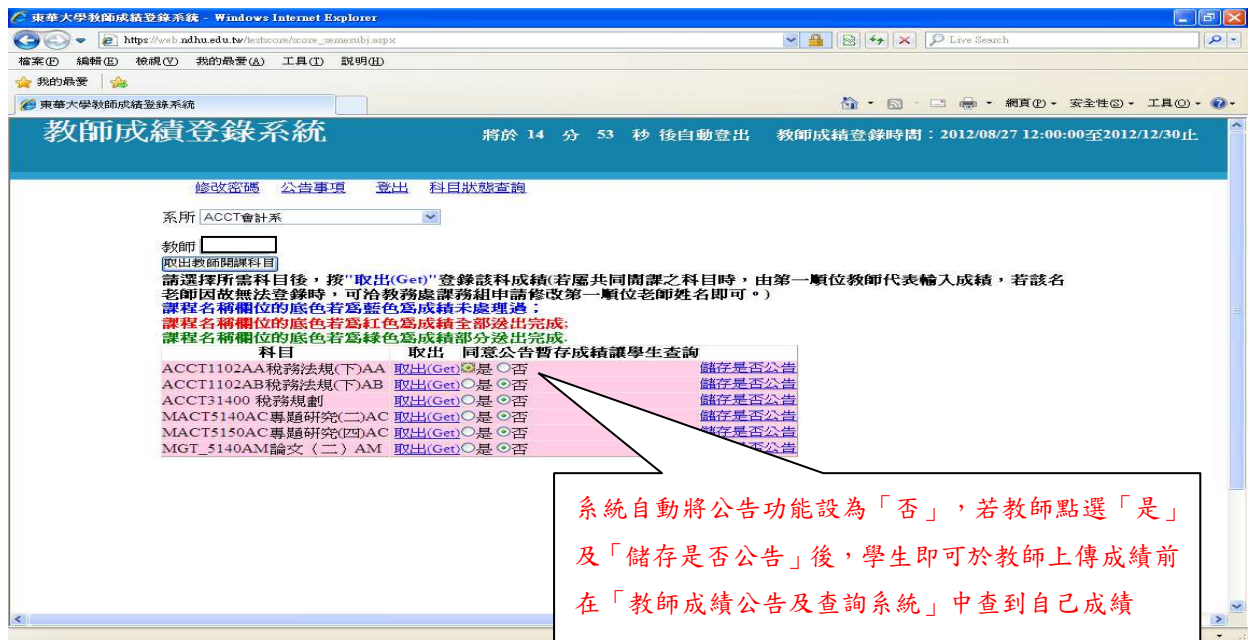 東華大學教師成績登錄系統 - Windows Internet Explorer
https://web.ndhu.edu.tw/testscore/score_semesubj.aspx
Live Search
檔案(F) 編輯(E) 檢視(V) 我的最愛(A) 工具(T) 說明(H)
我的最愛
東華大學教師成績登錄系統
網頁(P) 安全性(S) 工具(O)
教師成績登錄系統 將於 14 分 53 秒 後自動登出 教師成績登錄時間：2012/08/27 12:00:00至2012/12/30止
修改密碼 公告事項 登出 科目狀態查詢
系所 ACCT會計系
教師
取出教師開課科目
請選擇所需科目後，按"取出(Get)"登錄該科成績(若屬共同開課之科目時，由第一順位教師代表輸入成績，若該名
老師因故無法登錄時，可洽教務處課務組申請修改第一順位老師姓名即可。)
課程名稱欄位的底色若為藍色為成績未處理過；
課程名稱欄位的底色若為紅色為成績全部送出完成;
課程名稱欄位的底色若為綠色為成績部分送出完成.
科目 取出 同意公告暫存成績讓學生查詢
ACCT1102AA稅務法規(下)AA 取出(Get) 是 否 儲存是否公告
ACCT1102AB稅務法規(下)AB 取出(Get) 是 否 儲存是否公告
ACCT31400 稅務規劃 取出(Get) 是 否 儲存是否公告
MACT5140AC專題研究(二)AC 取出(Get) 是 否 儲存是否公告
MACT5150AC專題研究(四)AC 取出(Get) 是 否 儲存是否公告
MGT_5140AM論文（二）AM 取出(Get) 是 否 儲存是否公告
系統自動將公告功能設為「否」，若教師點選「是」
及「儲存是否公告」後，學生即可於教師上傳成績前
在「教師成績公告及查詢系統」中查到自己成績